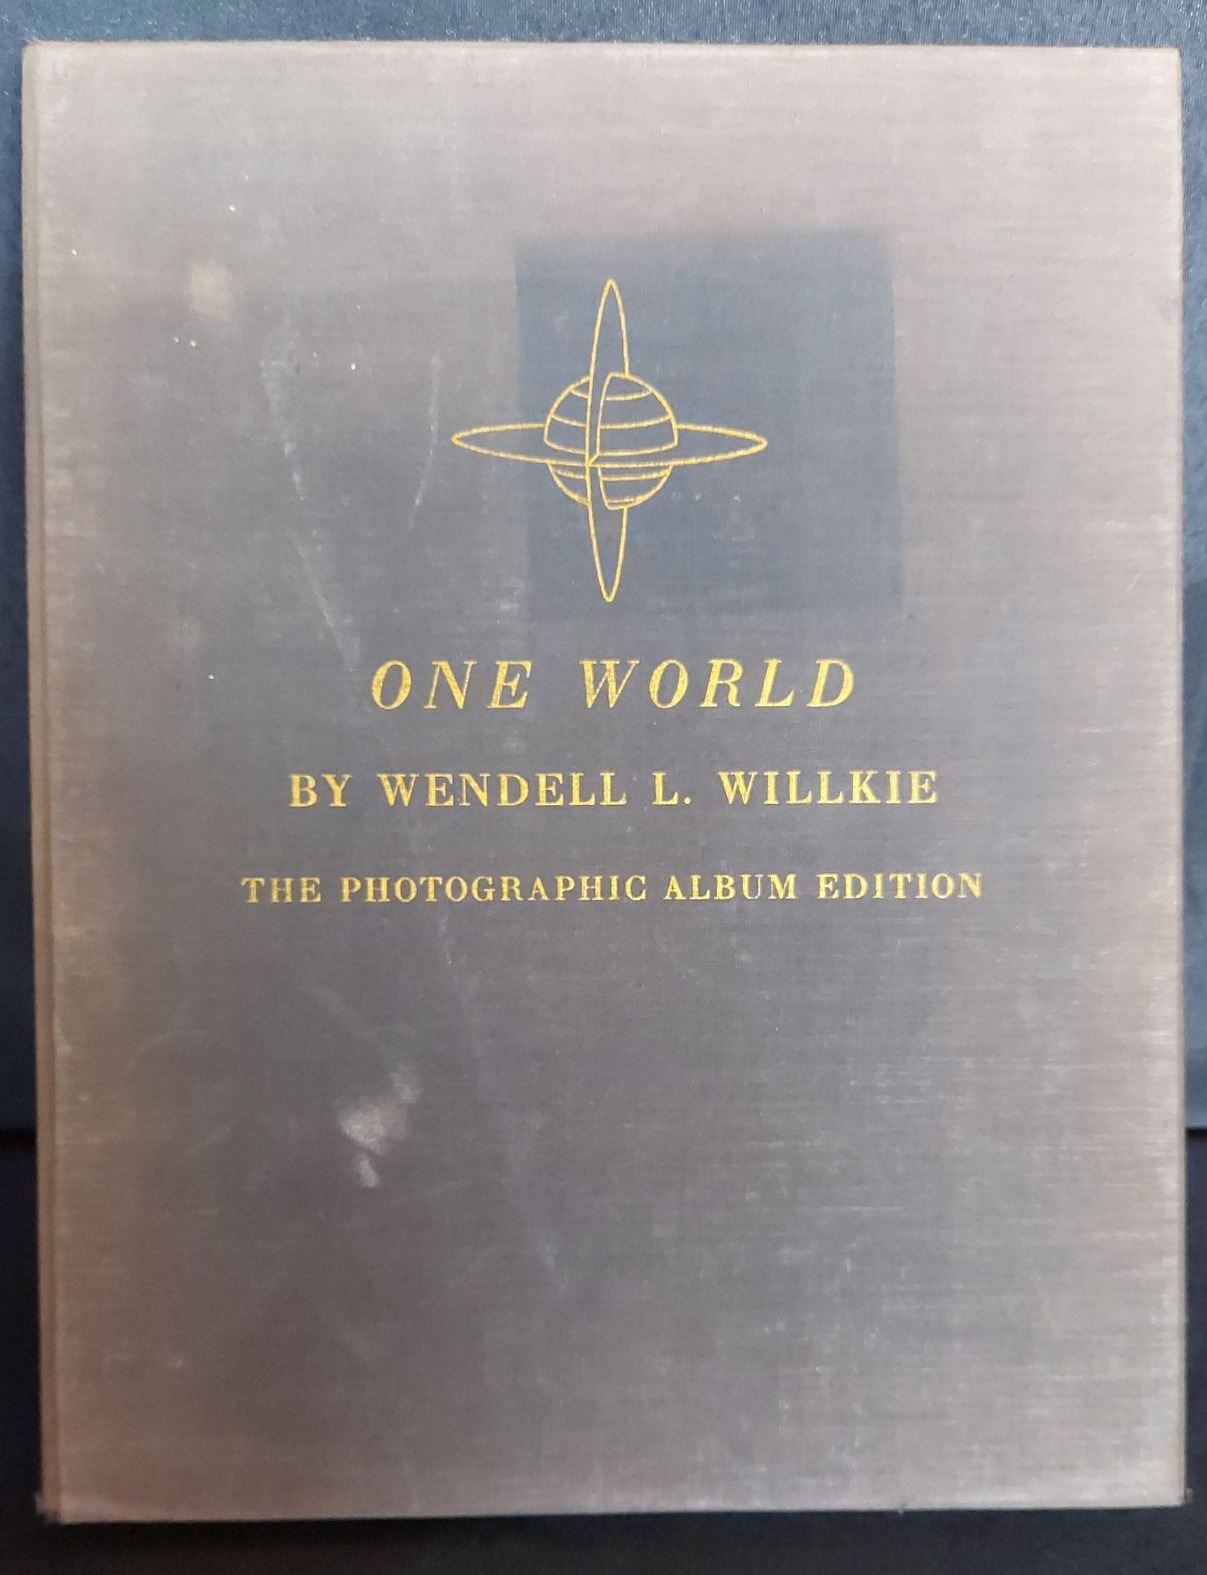 ONE WORLD
BY WENDELL L. WILLKIE
THE PHOTOGRAPHIC ALBUM EDITION